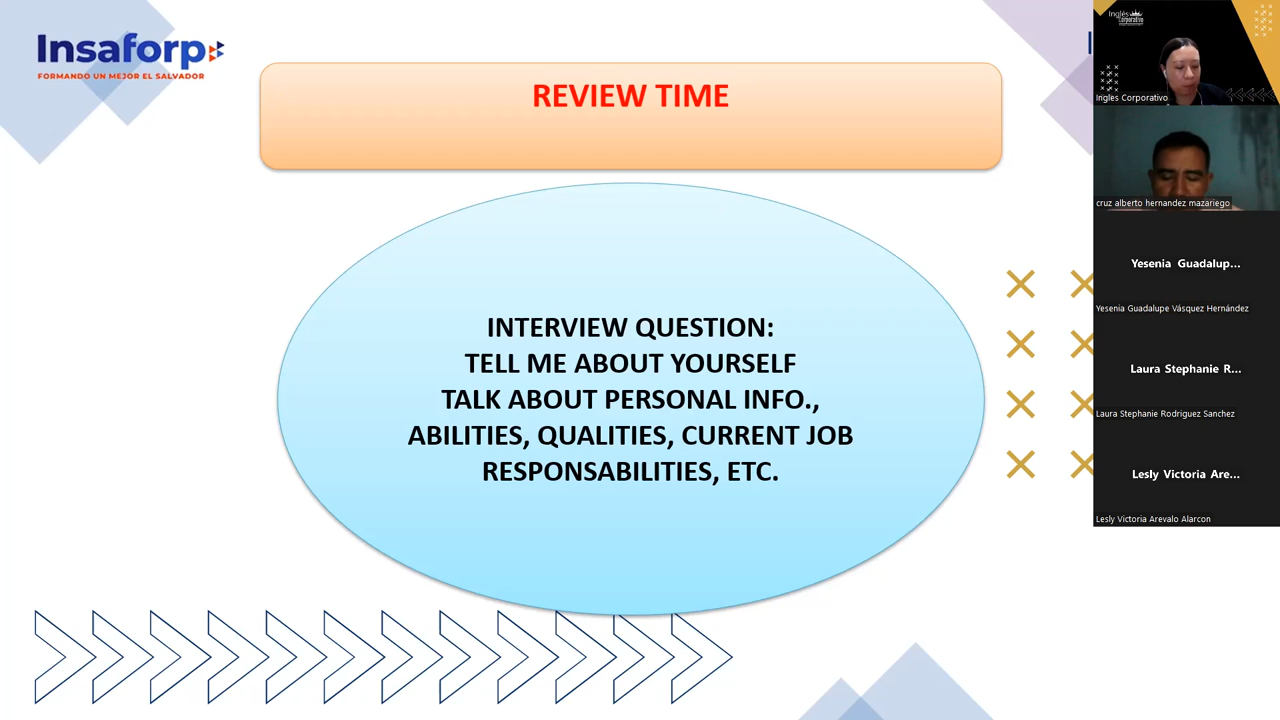 Insaforp
FORMANDO UN MEJOR EL SALVADOR
REVIEW TIME
INTERVIEW QUESTION:
TELL ME ABOUT YOURSELF
TALK ABOUT PERSONAL INFO.,
ABILITIES, QUALITIES, CURRENT JOB
RESPONSABILITIES, ETC.
Inglés
Corporativo
Ingles Corporativo
cruz alberto hernandez mazariego
Yesenia Guadalup...
Yesenia Guadalupe Vásquez Hernández
Laura Stephanie R...
Laura Stephanie Rodriguez Sanchez
Lesly Victoria Are...
Lesly Victoria Arevalo Alarcon